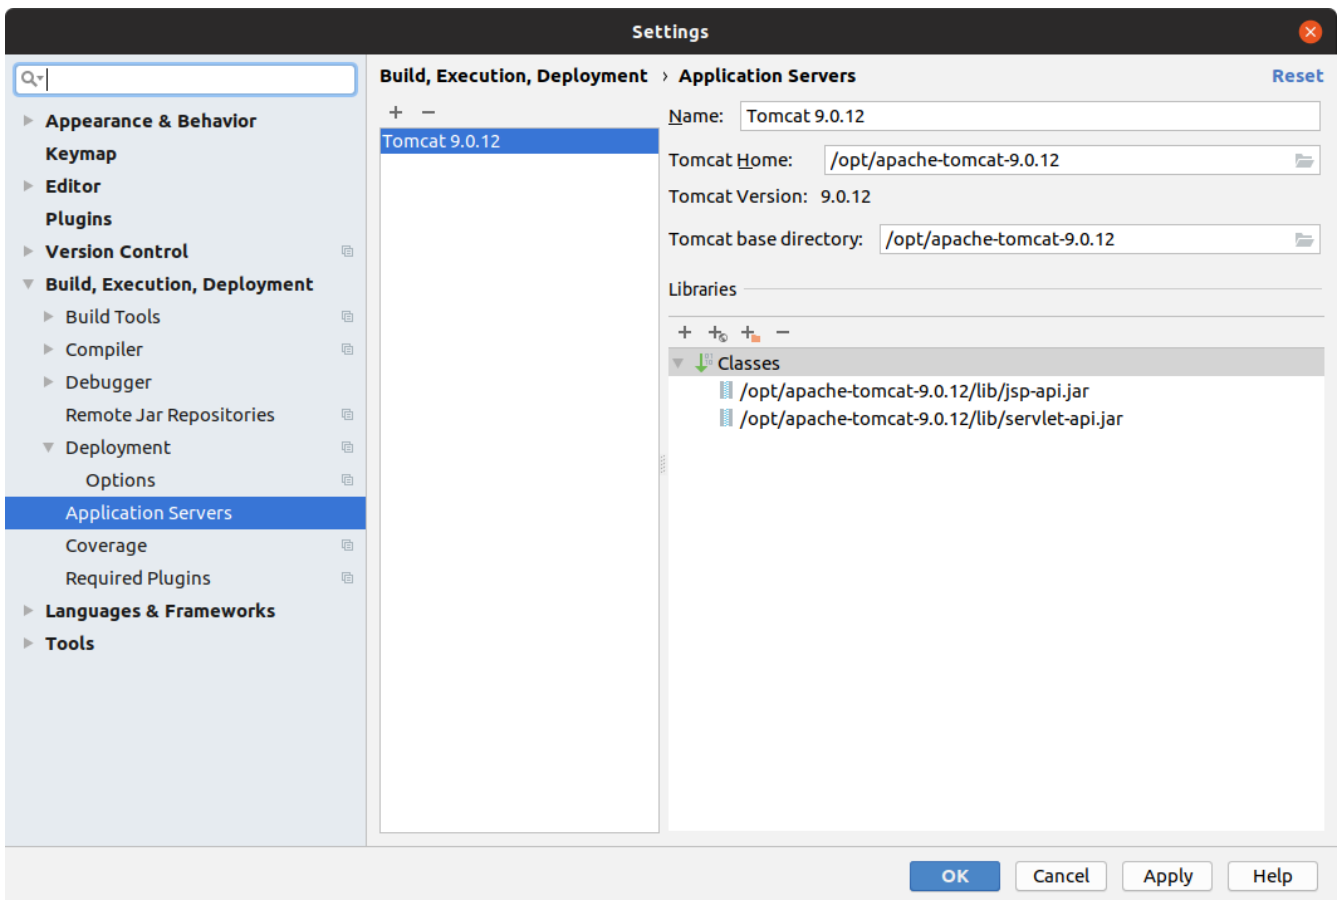 Settings
Appearance & Behavior
Keymap
Editor
Plugins
Version Control
Build, Execution, Deployment
Build Tools
Compiler
Debugger
Remote Jar Repositories
Deployment
Options
Application Servers
Coverage
Required Plugins
Languages & Frameworks
Tools
Build, Execution, Deployment › Application Servers
Reset
Tomcat 9.0.12
Name: Tomcat 9.0.12
Tomcat Home: /opt/apache-tomcat-9.0.12
Tomcat Version: 9.0.12
Tomcat base directory: /opt/apache-tomcat-9.0.12
Libraries
Classes
/opt/apache-tomcat-9.0.12/lib/jsp-api.jar
/opt/apache-tomcat-9.0.12/lib/servlet-api.jar
OK Cancel Apply Help